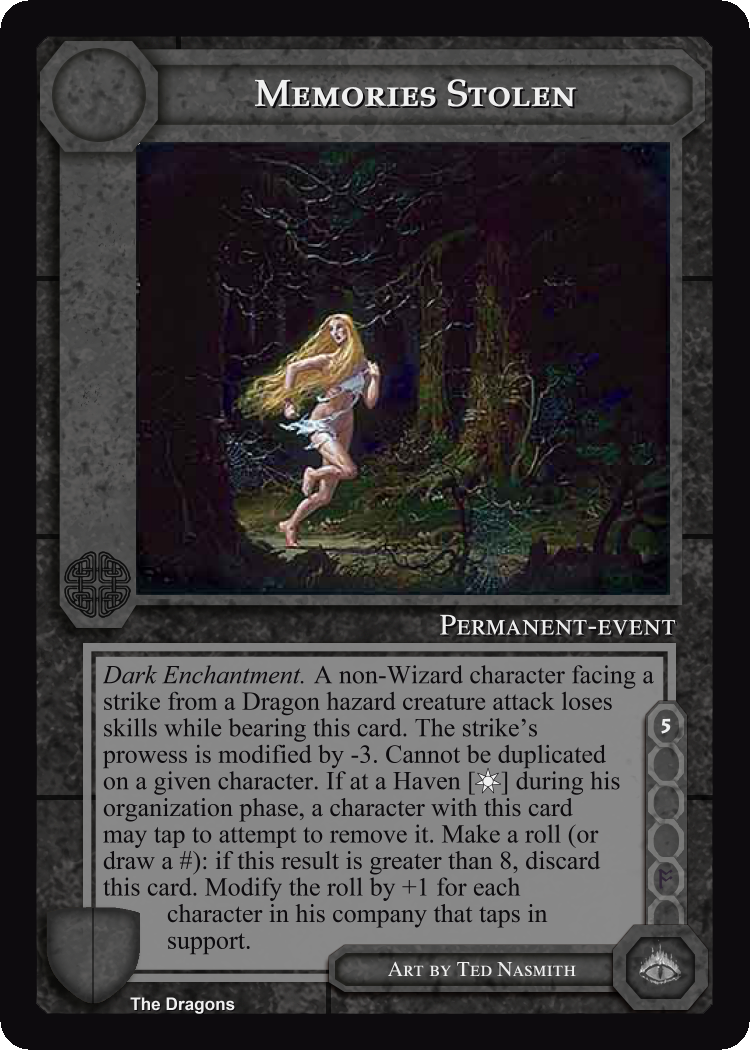 Memories Stolen
Permanent-event
Dark Enchantment. A non-Wizard character facing a
strike from a Dragon hazard creature attack loses
skills while bearing this card. The strike's
prowess is modified by -3. Cannot be duplicated
on a given character. If at a Haven [☼] during his
organization phase, a character with this card
may tap to attempt to remove it. Make a roll (or
draw a #): if this result is greater than 8, discard
this card. Modify the roll by +1 for each
character in his company that taps in
support.
5
Art by Ted Nasmith
The Dragons